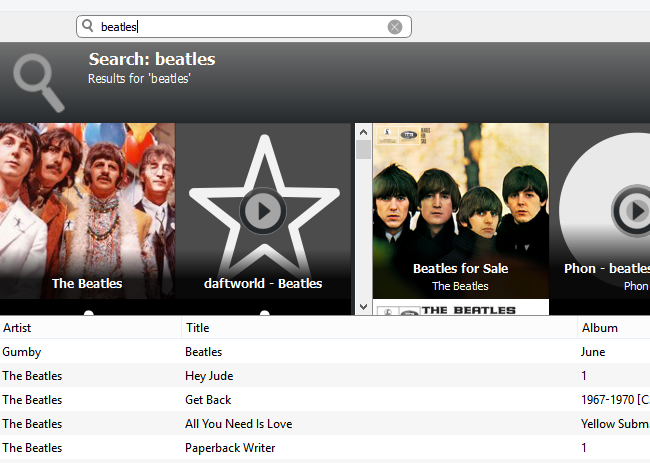 beatles
Search: beatles
Results for 'beatles'
BEATLES
FOR
SALE
The Beatles
daftworld - Beatles
Beatles for Sale
The Beatles
Phon - beatles
Phon
THE BEATLES
Artist Title Album
Gumby Beatles June
The Beatles Hey Jude 1
The Beatles Get Back 1967-1970 [C
The Beatles All You Need Is Love Yellow Subm
The Beatles Paperback Writer 1